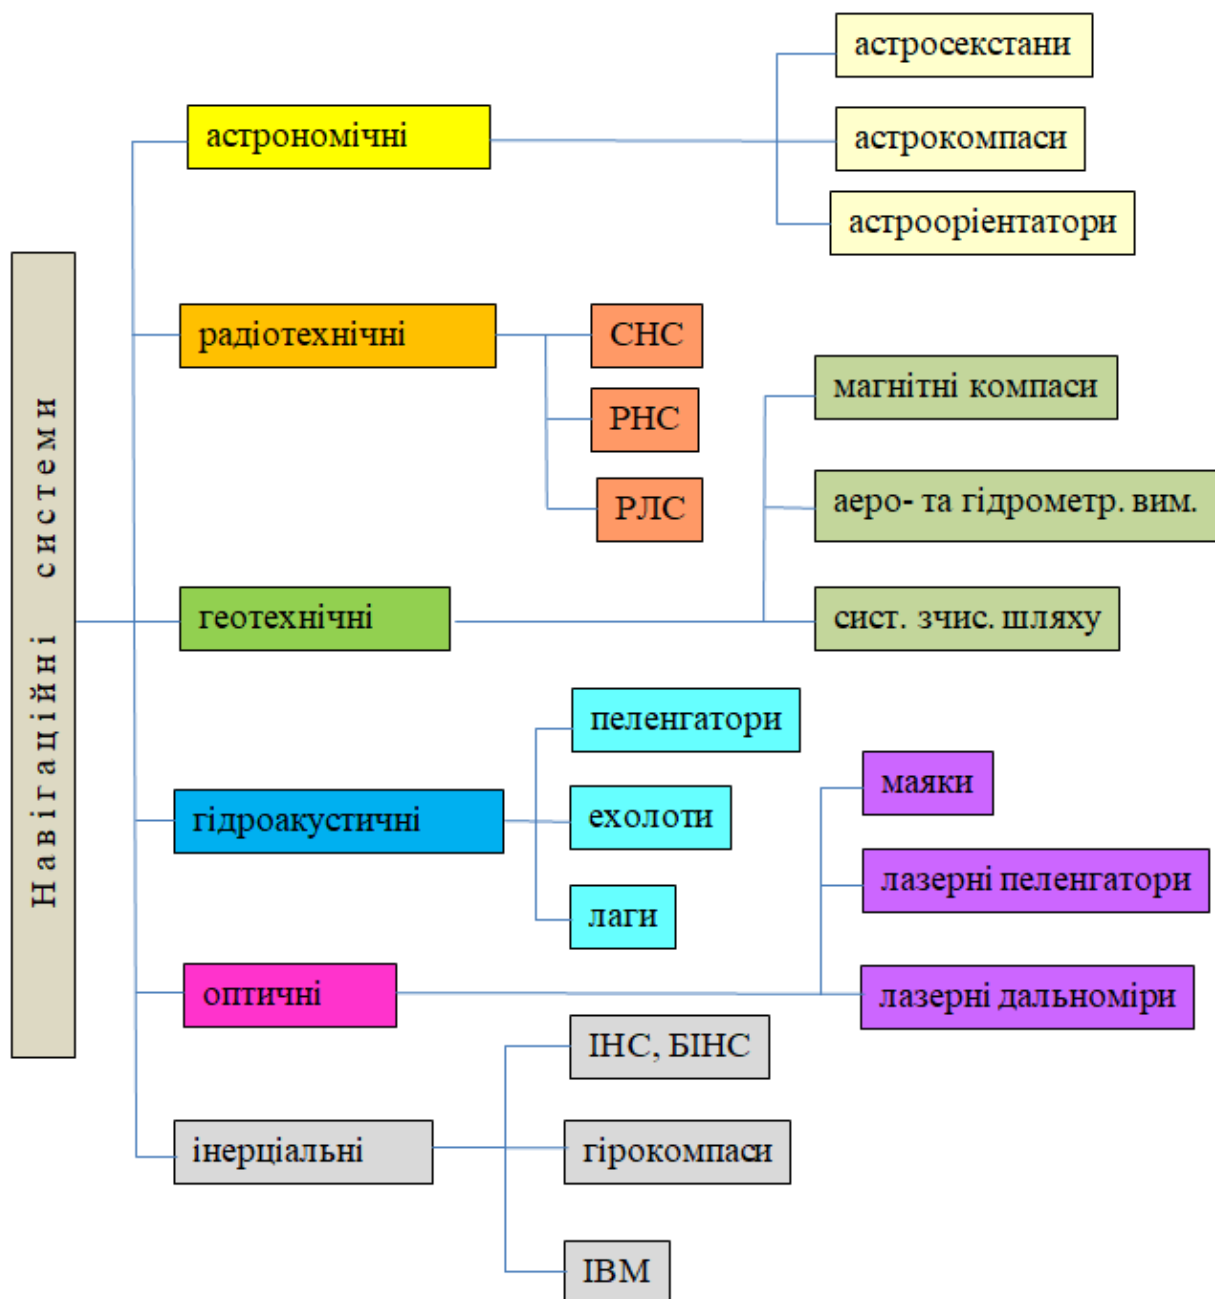 Навігаційні системи
астрономічні
астросекстани
астрокомпаси
астроорієнтатори
радіотехнічні
СНС
РНС
РЛС
геотехнічні
магнітні компаси
аеро- та гідрометр. вим.
сист. зчис. шляху
гідроакустичні
пеленгатори
ехолоти
лаги
оптичні
маяки
лазерні пеленгатори
лазерні дальноміри
інерціальні
ІНС, БІНС
гірокомпаси
ІВМ